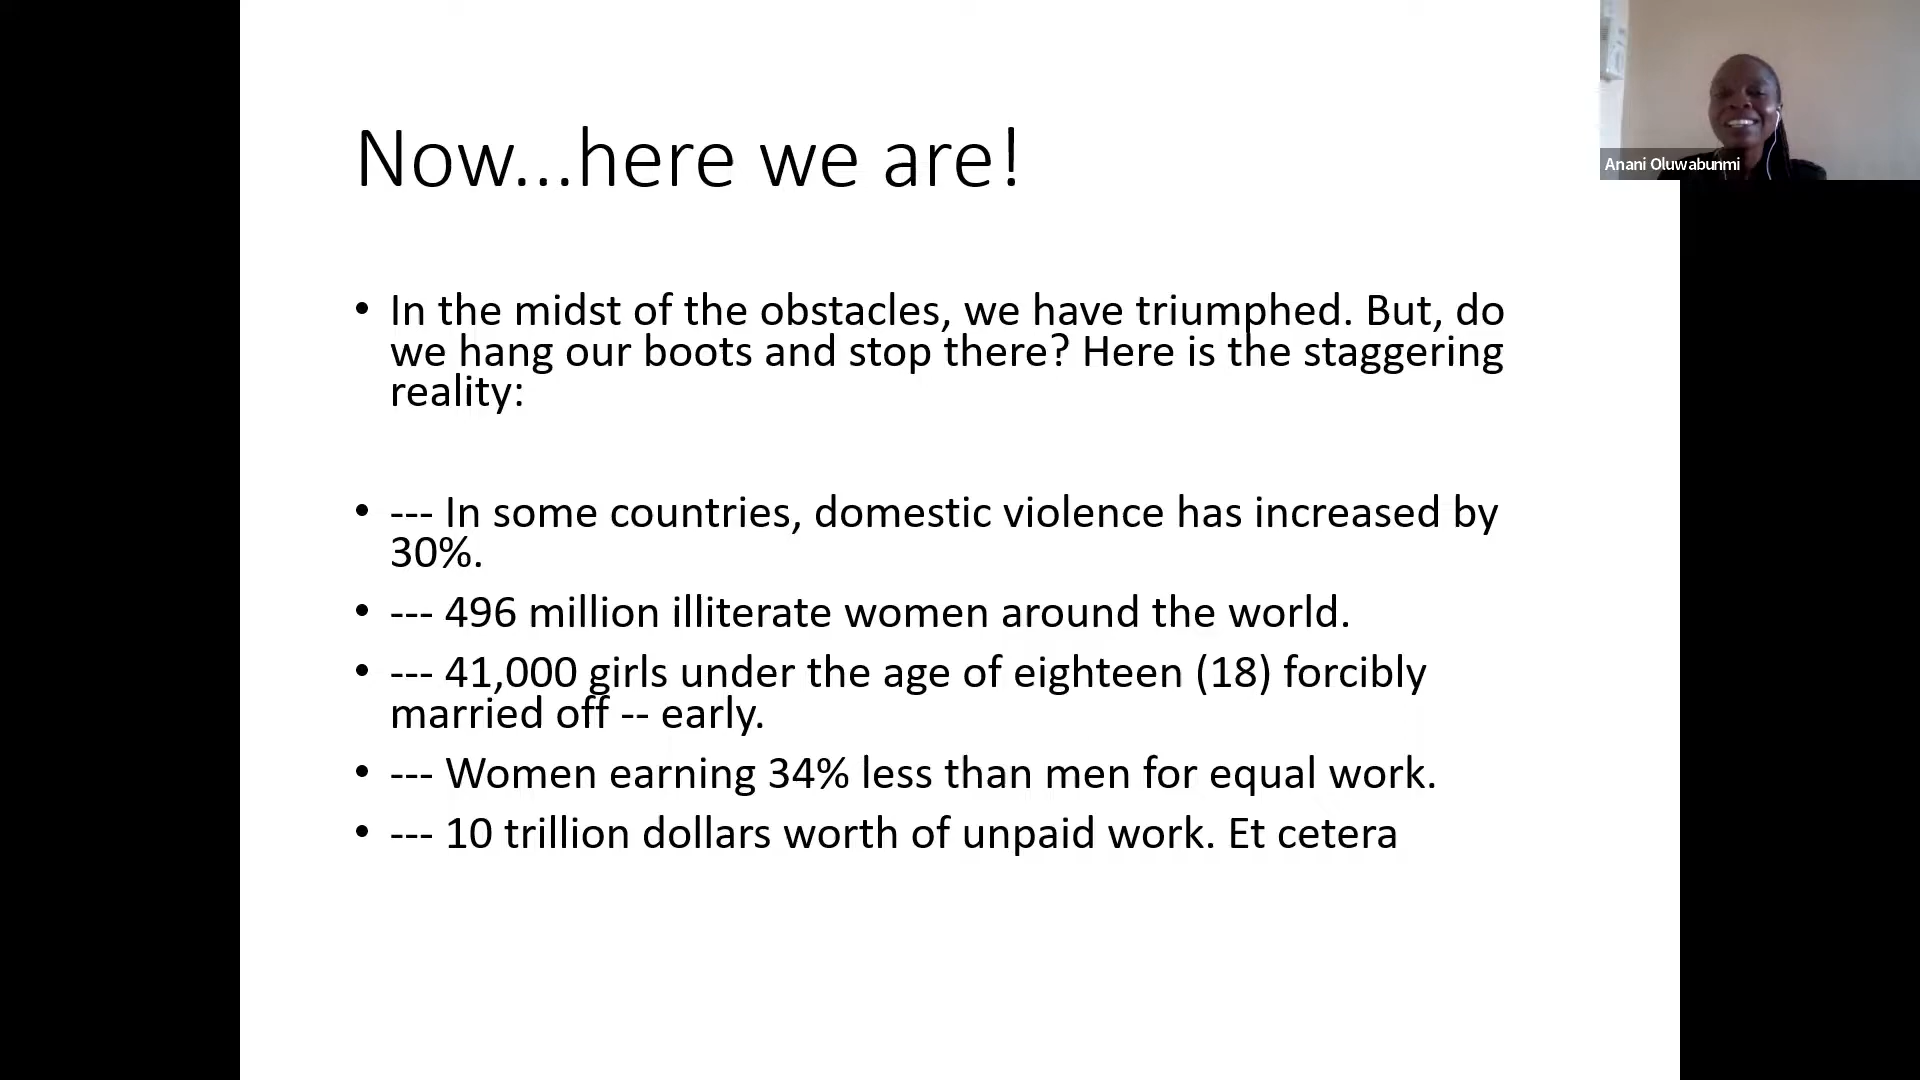 Now...here we are!
Anani Oluwabunmi
• In the midst of the obstacles, we have triumphed. But, do
we hang our boots and stop there? Here is the staggering
reality:
• --- In some countries, domestic violence has increased by
30%.
• --- 496 million illiterate women around the world.
• --- 41,000 girls under the age of eighteen (18) forcibly
married off -- early.
• --- Women earning 34% less than men for equal work.
• --- 10 trillion dollars worth of unpaid work. Et cetera